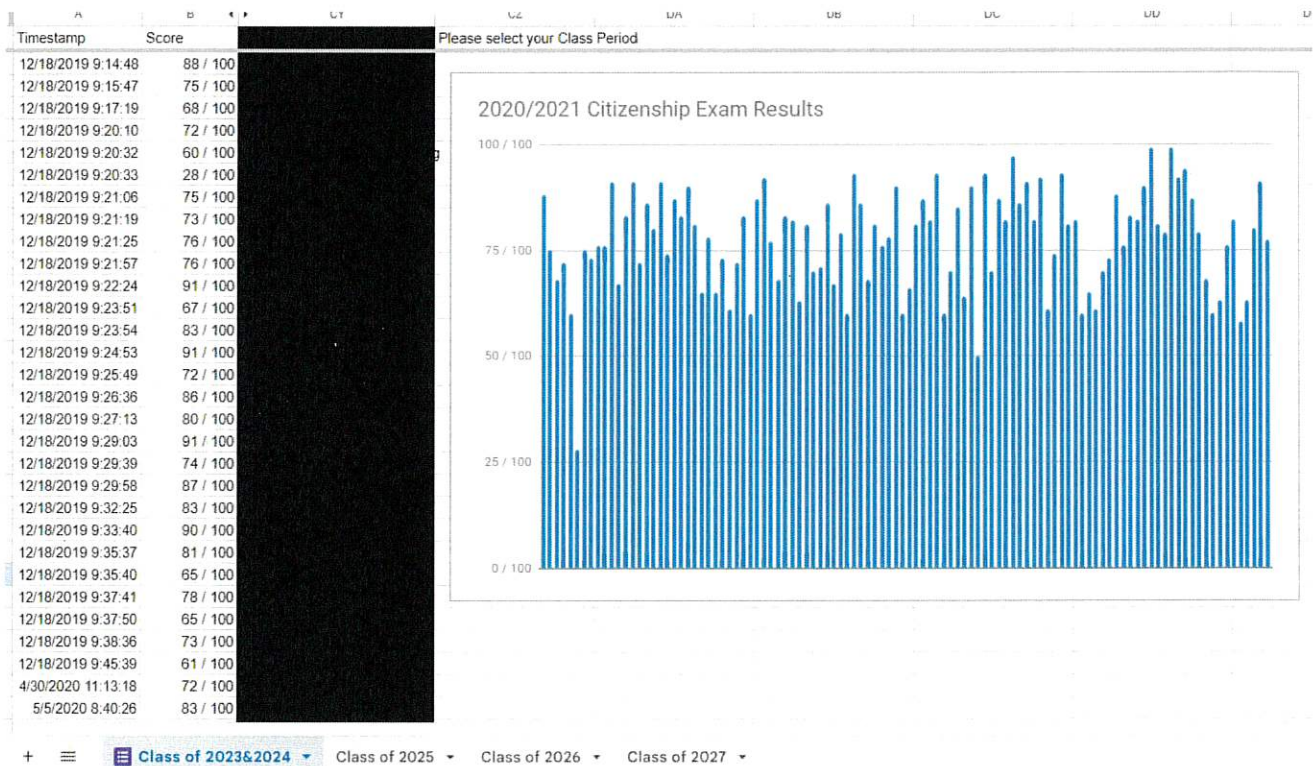 A B CY CZ DA DB DC DD
Timestamp Score Please select your Class Period
12/18/2019 9:14:48 88 / 100
12/18/2019 9:15:47 75 / 100
12/18/2019 9:17:19 68 / 100
12/18/2019 9:20:10 72 / 100
12/18/2019 9:20:32 60 / 100 g
12/18/2019 9:20:33 28 / 100
12/18/2019 9:21:06 75 / 100
12/18/2019 9:21:19 73 / 100
12/18/2019 9:21:25 76 / 100
12/18/2019 9:21:57 76 / 100
12/18/2019 9:22:24 91 / 100
12/18/2019 9:23:51 67 / 100
12/18/2019 9:23:54 83 / 100
12/18/2019 9:24:53 91 / 100
12/18/2019 9:25:49 72 / 100
12/18/2019 9:26:36 86 / 100
12/18/2019 9:27:13 80 / 100
12/18/2019 9:29:03 91 / 100
12/18/2019 9:29:39 74 / 100
12/18/2019 9:29:58 87 / 100
12/18/2019 9:32:25 83 / 100
12/18/2019 9:33:40 90 / 100
12/18/2019 9:35:37 81 / 100
12/18/2019 9:35:40 65 / 100
12/18/2019 9:37:41 78 / 100
12/18/2019 9:37:50 65 / 100
12/18/2019 9:38:36 73 / 100
12/18/2019 9:45:39 61 / 100
4/30/2020 11:13:18 72 / 100
5/5/2020 8:40:26 83 / 100
2020/2021 Citizenship Exam Results
100 / 100
75 / 100
50 / 100
25 / 100
0 / 100
Class of 2023&2024 Class of 2025 Class of 2026 Class of 2027